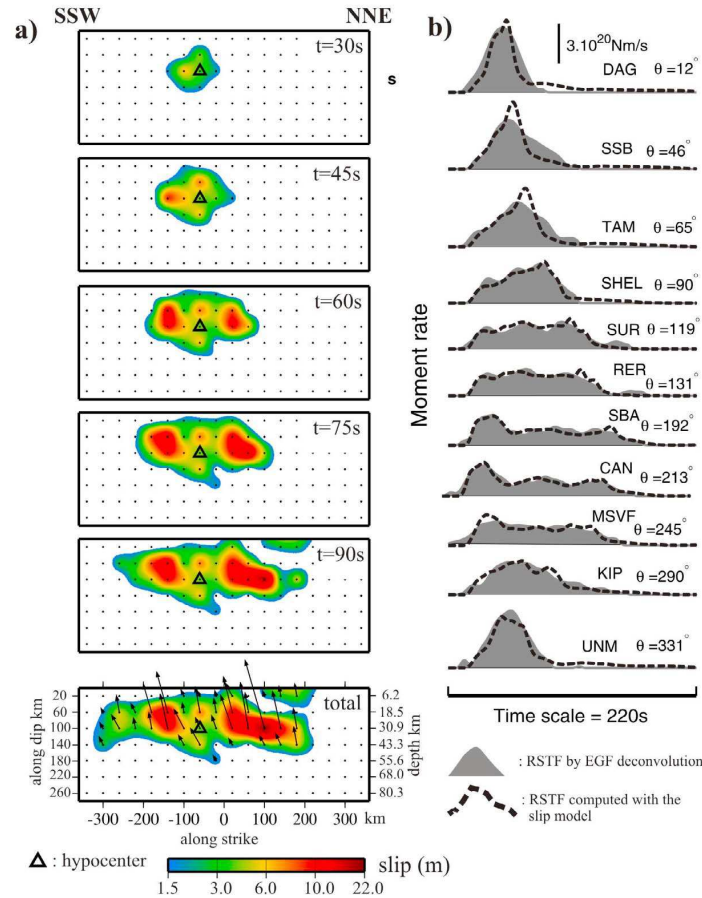 SSW NNE
a)
t=30s
s
t=45s
t=60s
t=75s
t=90s
total
along dip km
20
60
100
140
180
220
260
6.2
18.5
30.9
43.3
55.6
68.0
80.3
depth km
-300 -200 -100 0 100 200 300 km
along strike
: hypocenter
slip (m)
1.5 3.0 6.0 10.0 22.0
b)
3.10²⁰Nm/s
Moment rate
DAG θ =12°
SSB θ =46°
TAM θ =65°
SHEL θ =90°
SUR θ =119°
RER θ =131°
SBA θ =192°
CAN θ =213°
MSVF θ =245°
KIP θ =290°
UNM θ =331°
Time scale = 220s
: RSTF by EGF deconvolution
: RSTF computed with the
slip model